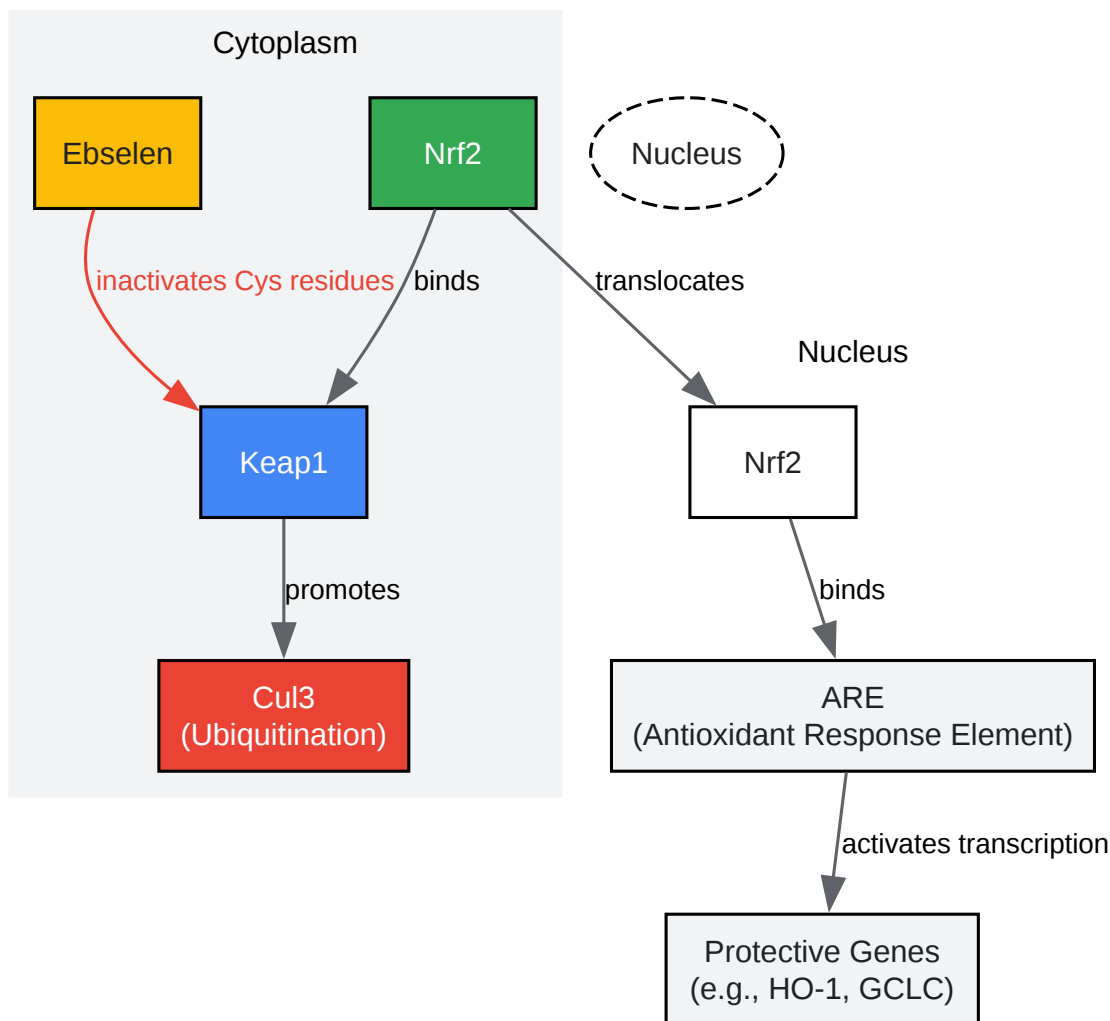 Cytoplasm
Ebselen
Nrf2
Nucleus
inactivates Cys residues
binds
translocates
Nucleus
Keap1
Nrf2
promotes
binds
Cul3
(Ubiquitination)
ARE
(Antioxidant Response Element)
activates transcription
Protective Genes
(e.g., HO-1, GCLC)